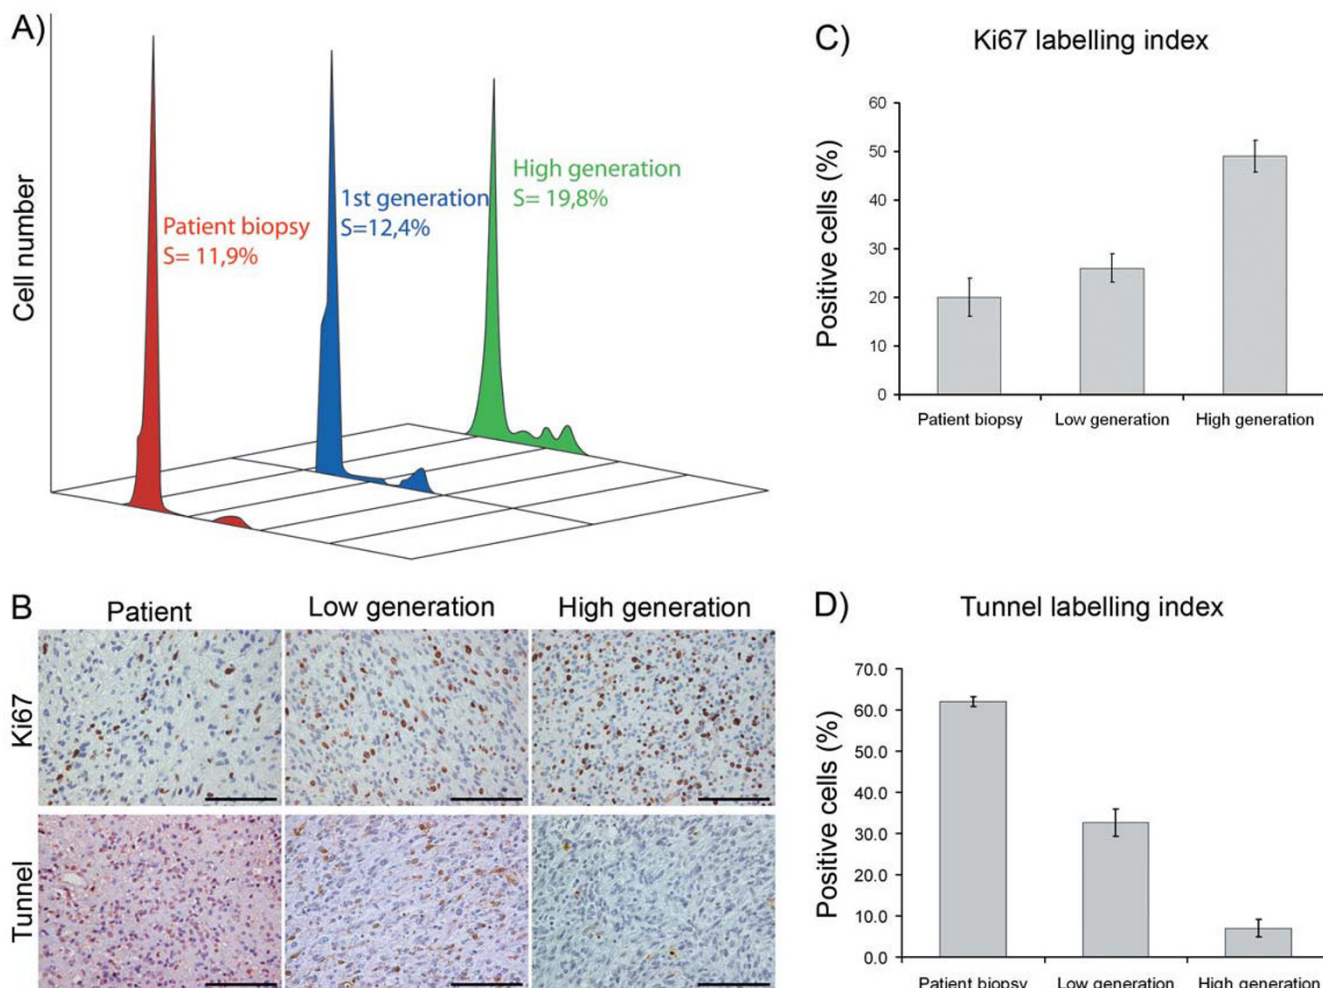 A)
Cell number
Patient biopsy
S= 11,9%
1st generation
S=12,4%
High generation
S= 19,8%
B
Patient
Low generation
High generation
Ki67
Tunnel
C)
Ki67 labelling index
Positive cells (%)
60
50
40
30
20
10
0
Patient biopsy
Low generation
High generation
D)
Tunnel labelling index
Positive cells (%)
70.0
60.0
50.0
40.0
30.0
20.0
10.0
0.0
Patient biopsy
Low generation
High generation